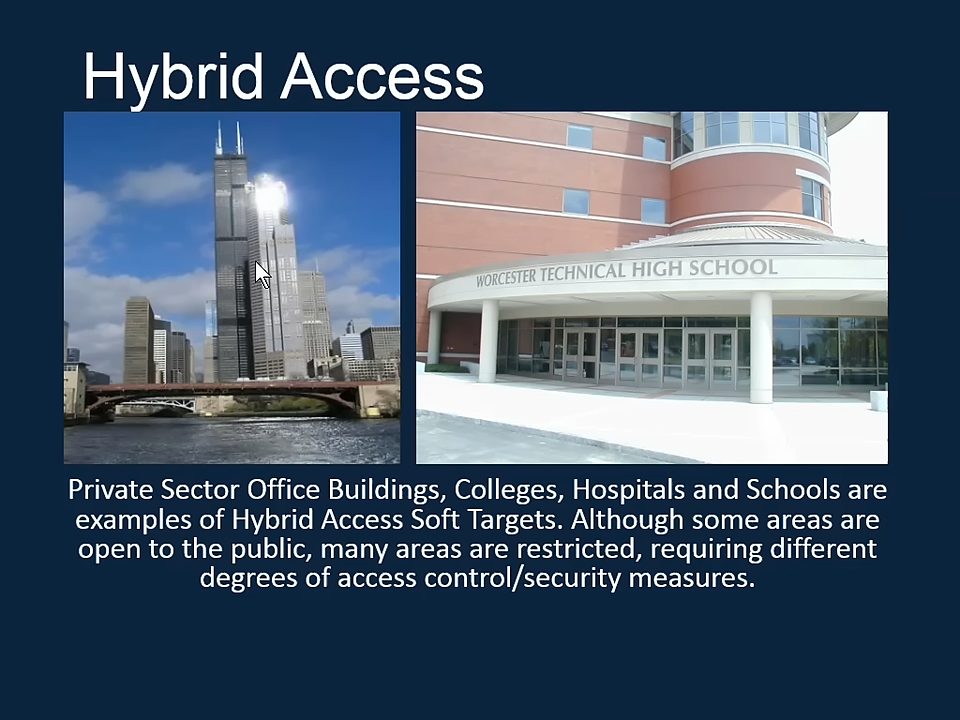 Hybrid Access
WORCESTER TECHNICAL HIGH SCHOOL
Private Sector Office Buildings, Colleges, Hospitals and Schools are
examples of Hybrid Access Soft Targets. Although some areas are
open to the public, many areas are restricted, requiring different
degrees of access control/security measures.